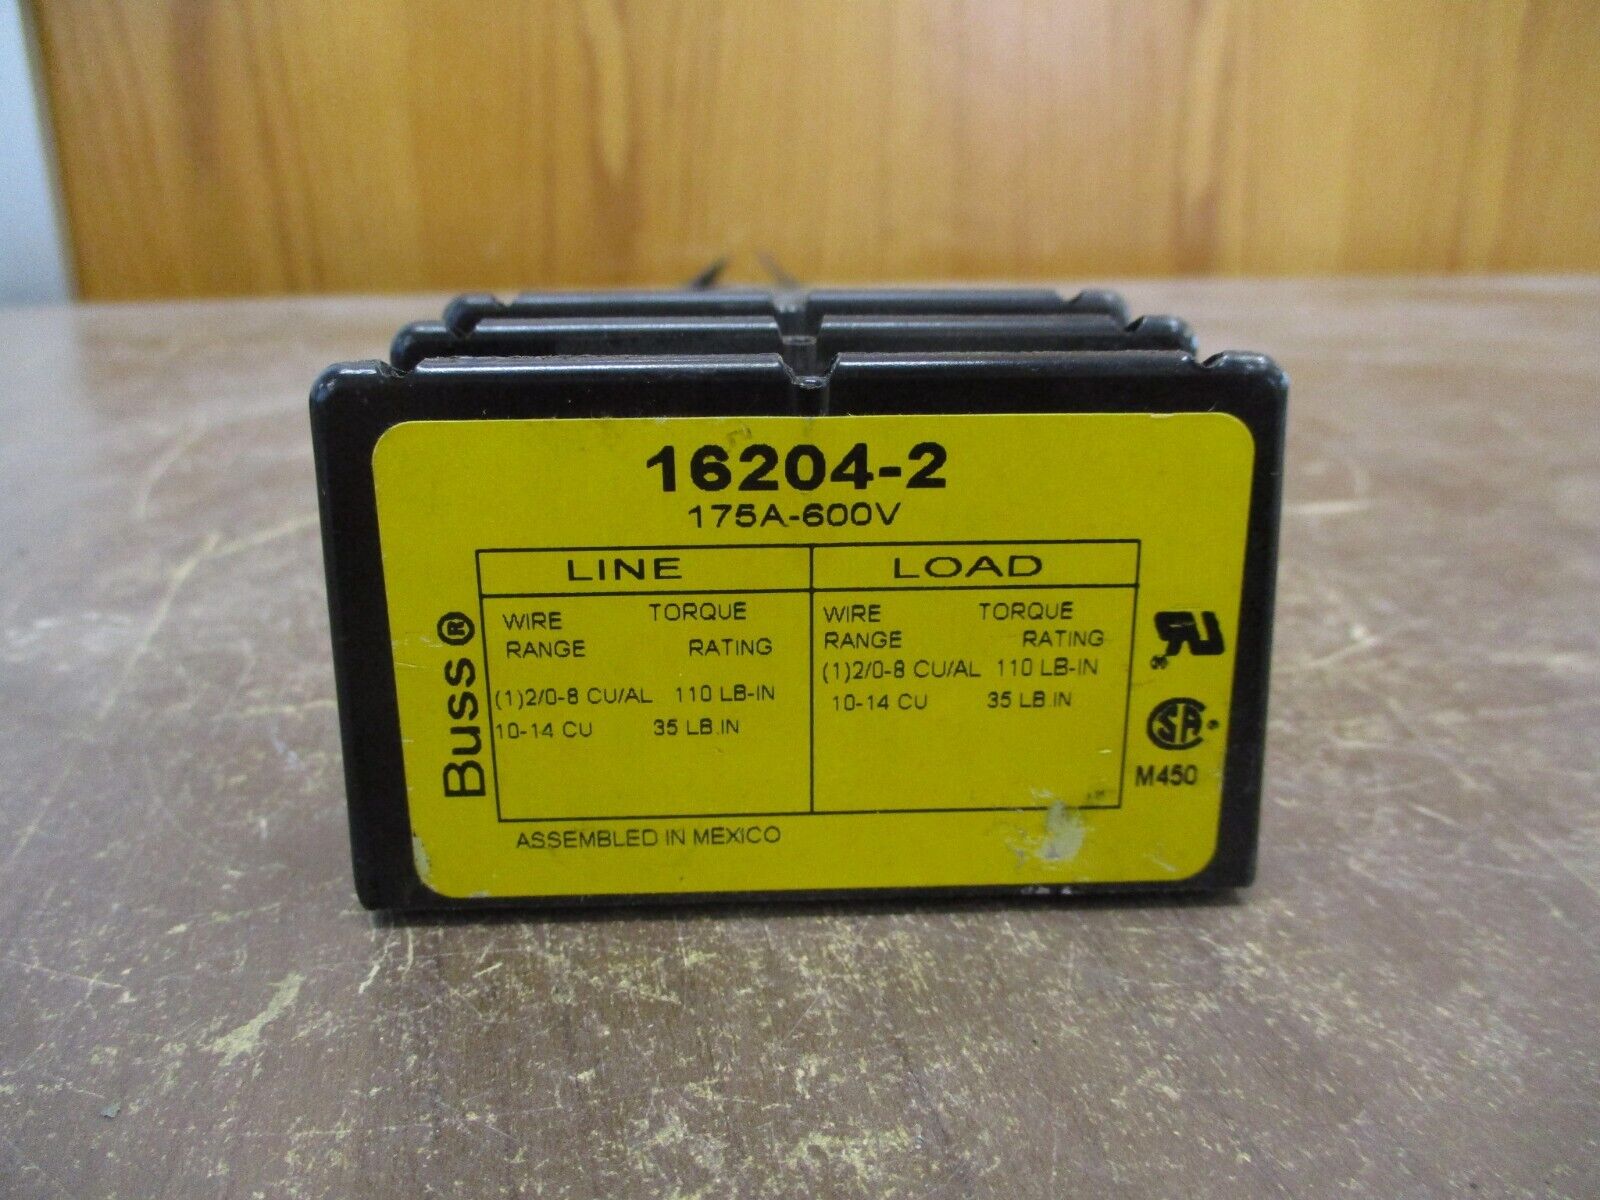 16204-2
175A-600V
LINE
LOAD
WIRE TORQUE
RANGE RATING
(1)2/0-8 CU/AL 110 LB-IN
10-14 CU 35 LB.IN
WIRE TORQUE
RANGE RATING
(1)2/0-8 CU/AL 110 LB-IN
10-14 CU 35 LB.IN
Buss®
RU
SA
M450
ASSEMBLED IN MEXICO